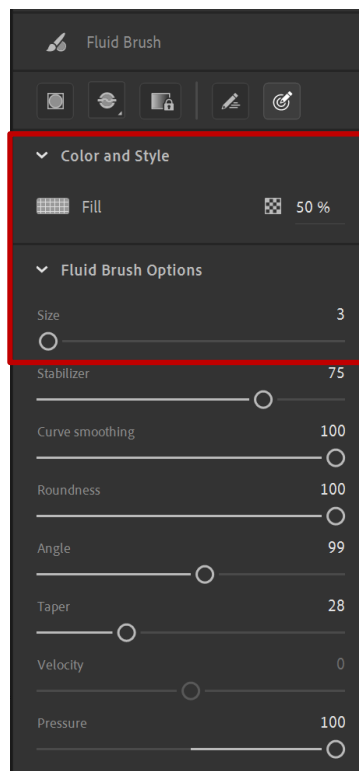 Fluid Brush
Color and Style
Fill 50 %
Fluid Brush Options
Size 3
Stabilizer 75
Curve smoothing 100
Roundness 100
Angle 99
Taper 28
Velocity 0
Pressure 100